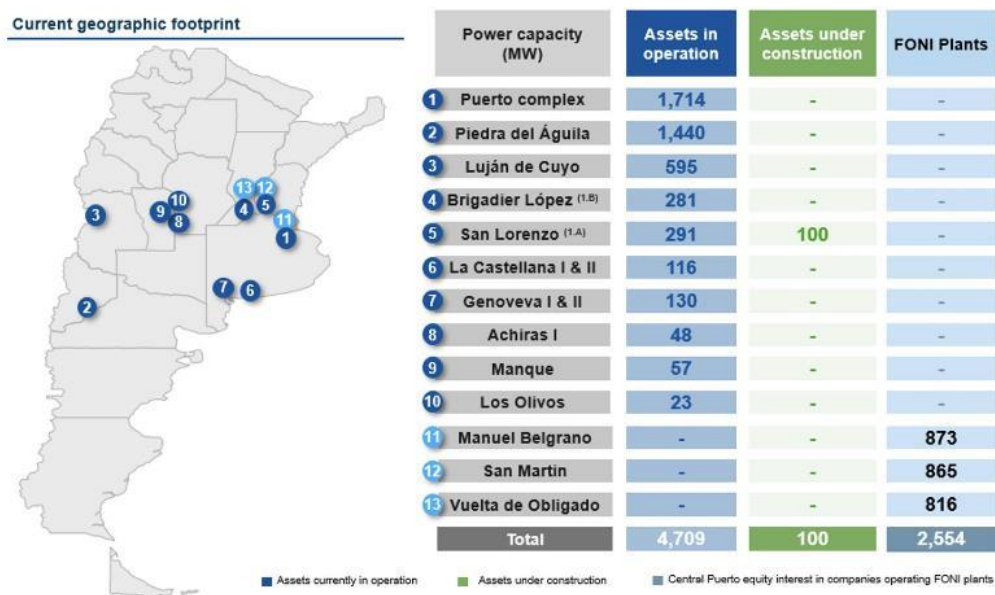 Current geographic footprint
10
13
12
3
9
4
5
8
11
1
7
6
2
Power capacity (MW) Assets in operation Assets under construction FONI Plants
1 Puerto complex 1,714 - -
2 Piedra del Águila 1,440 - -
3 Luján de Cuyo 595 - -
4 Brigadier López (1.B) 281 - -
5 San Lorenzo (1.A) 291 100 -
6 La Castellana I & II 116 - -
7 Genoveva I & II 130 - -
8 Achiras I 48 - -
9 Manque 57 - -
10 Los Olivos 23 - -
11 Manuel Belgrano - - 873
12 San Martin - - 865
13 Vuelta de Obligado - - 816
Total 4,709 100 2,554
Assets currently in operation Assets under construction Central Puerto equity interest in companies operating FONI plants